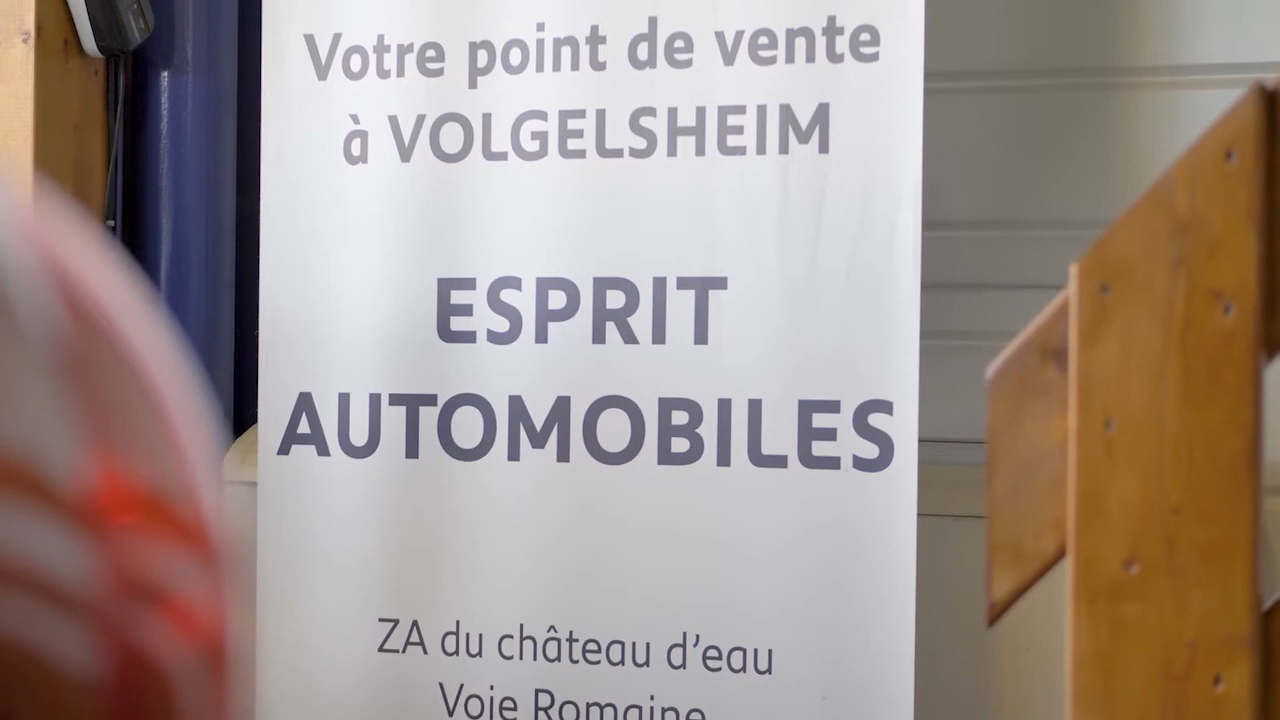 Votre point de vente
à VOLGELSHEIM
ESPRIT
AUTOMOBILES
ZA du château d'eau
Voie Romaine